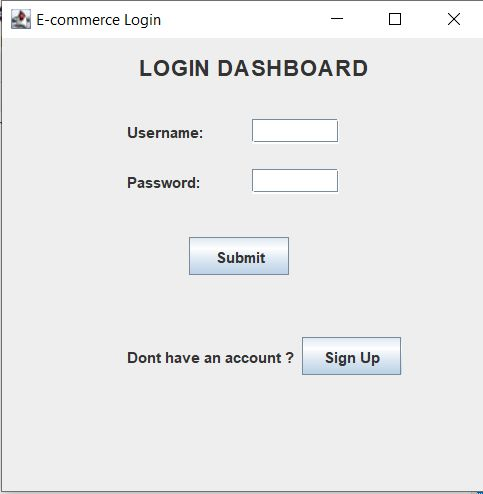 E-commerce Login
LOGIN DASHBOARD
Username:
Password:
Submit
Dont have an account ? Sign Up